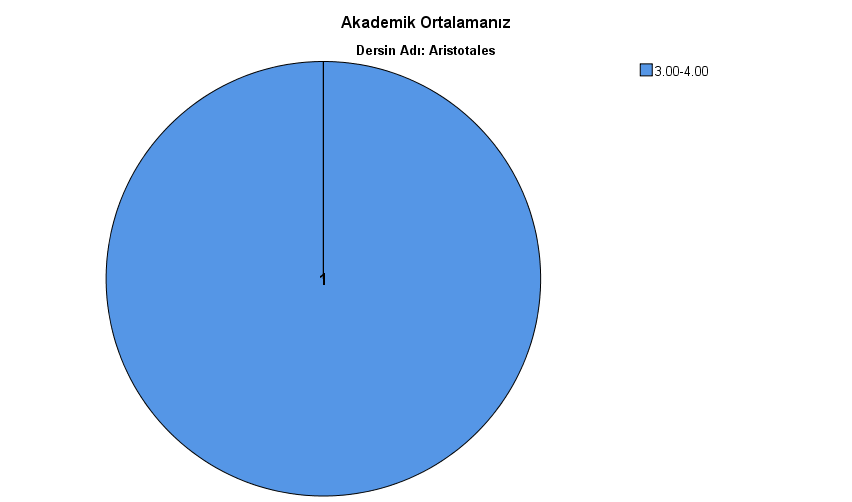 Akademik Ortalamanız
Dersin Adı: Aristotales
3.00-4.00
1